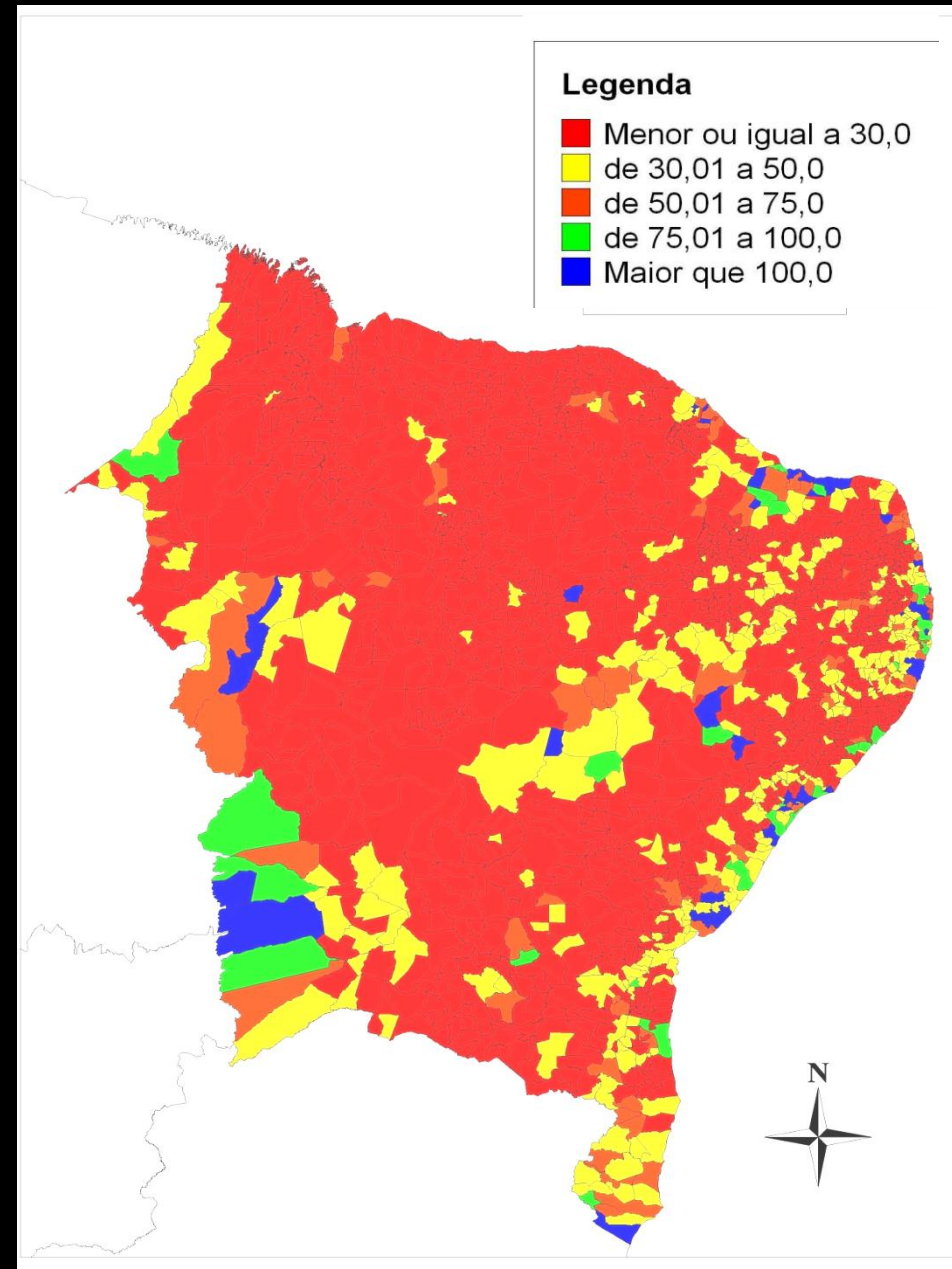 Legenda
Menor ou igual a 30,0
de 30,01 a 50,0
de 50,01 a 75,0
de 75,01 a 100,0
Maior que 100,0
N